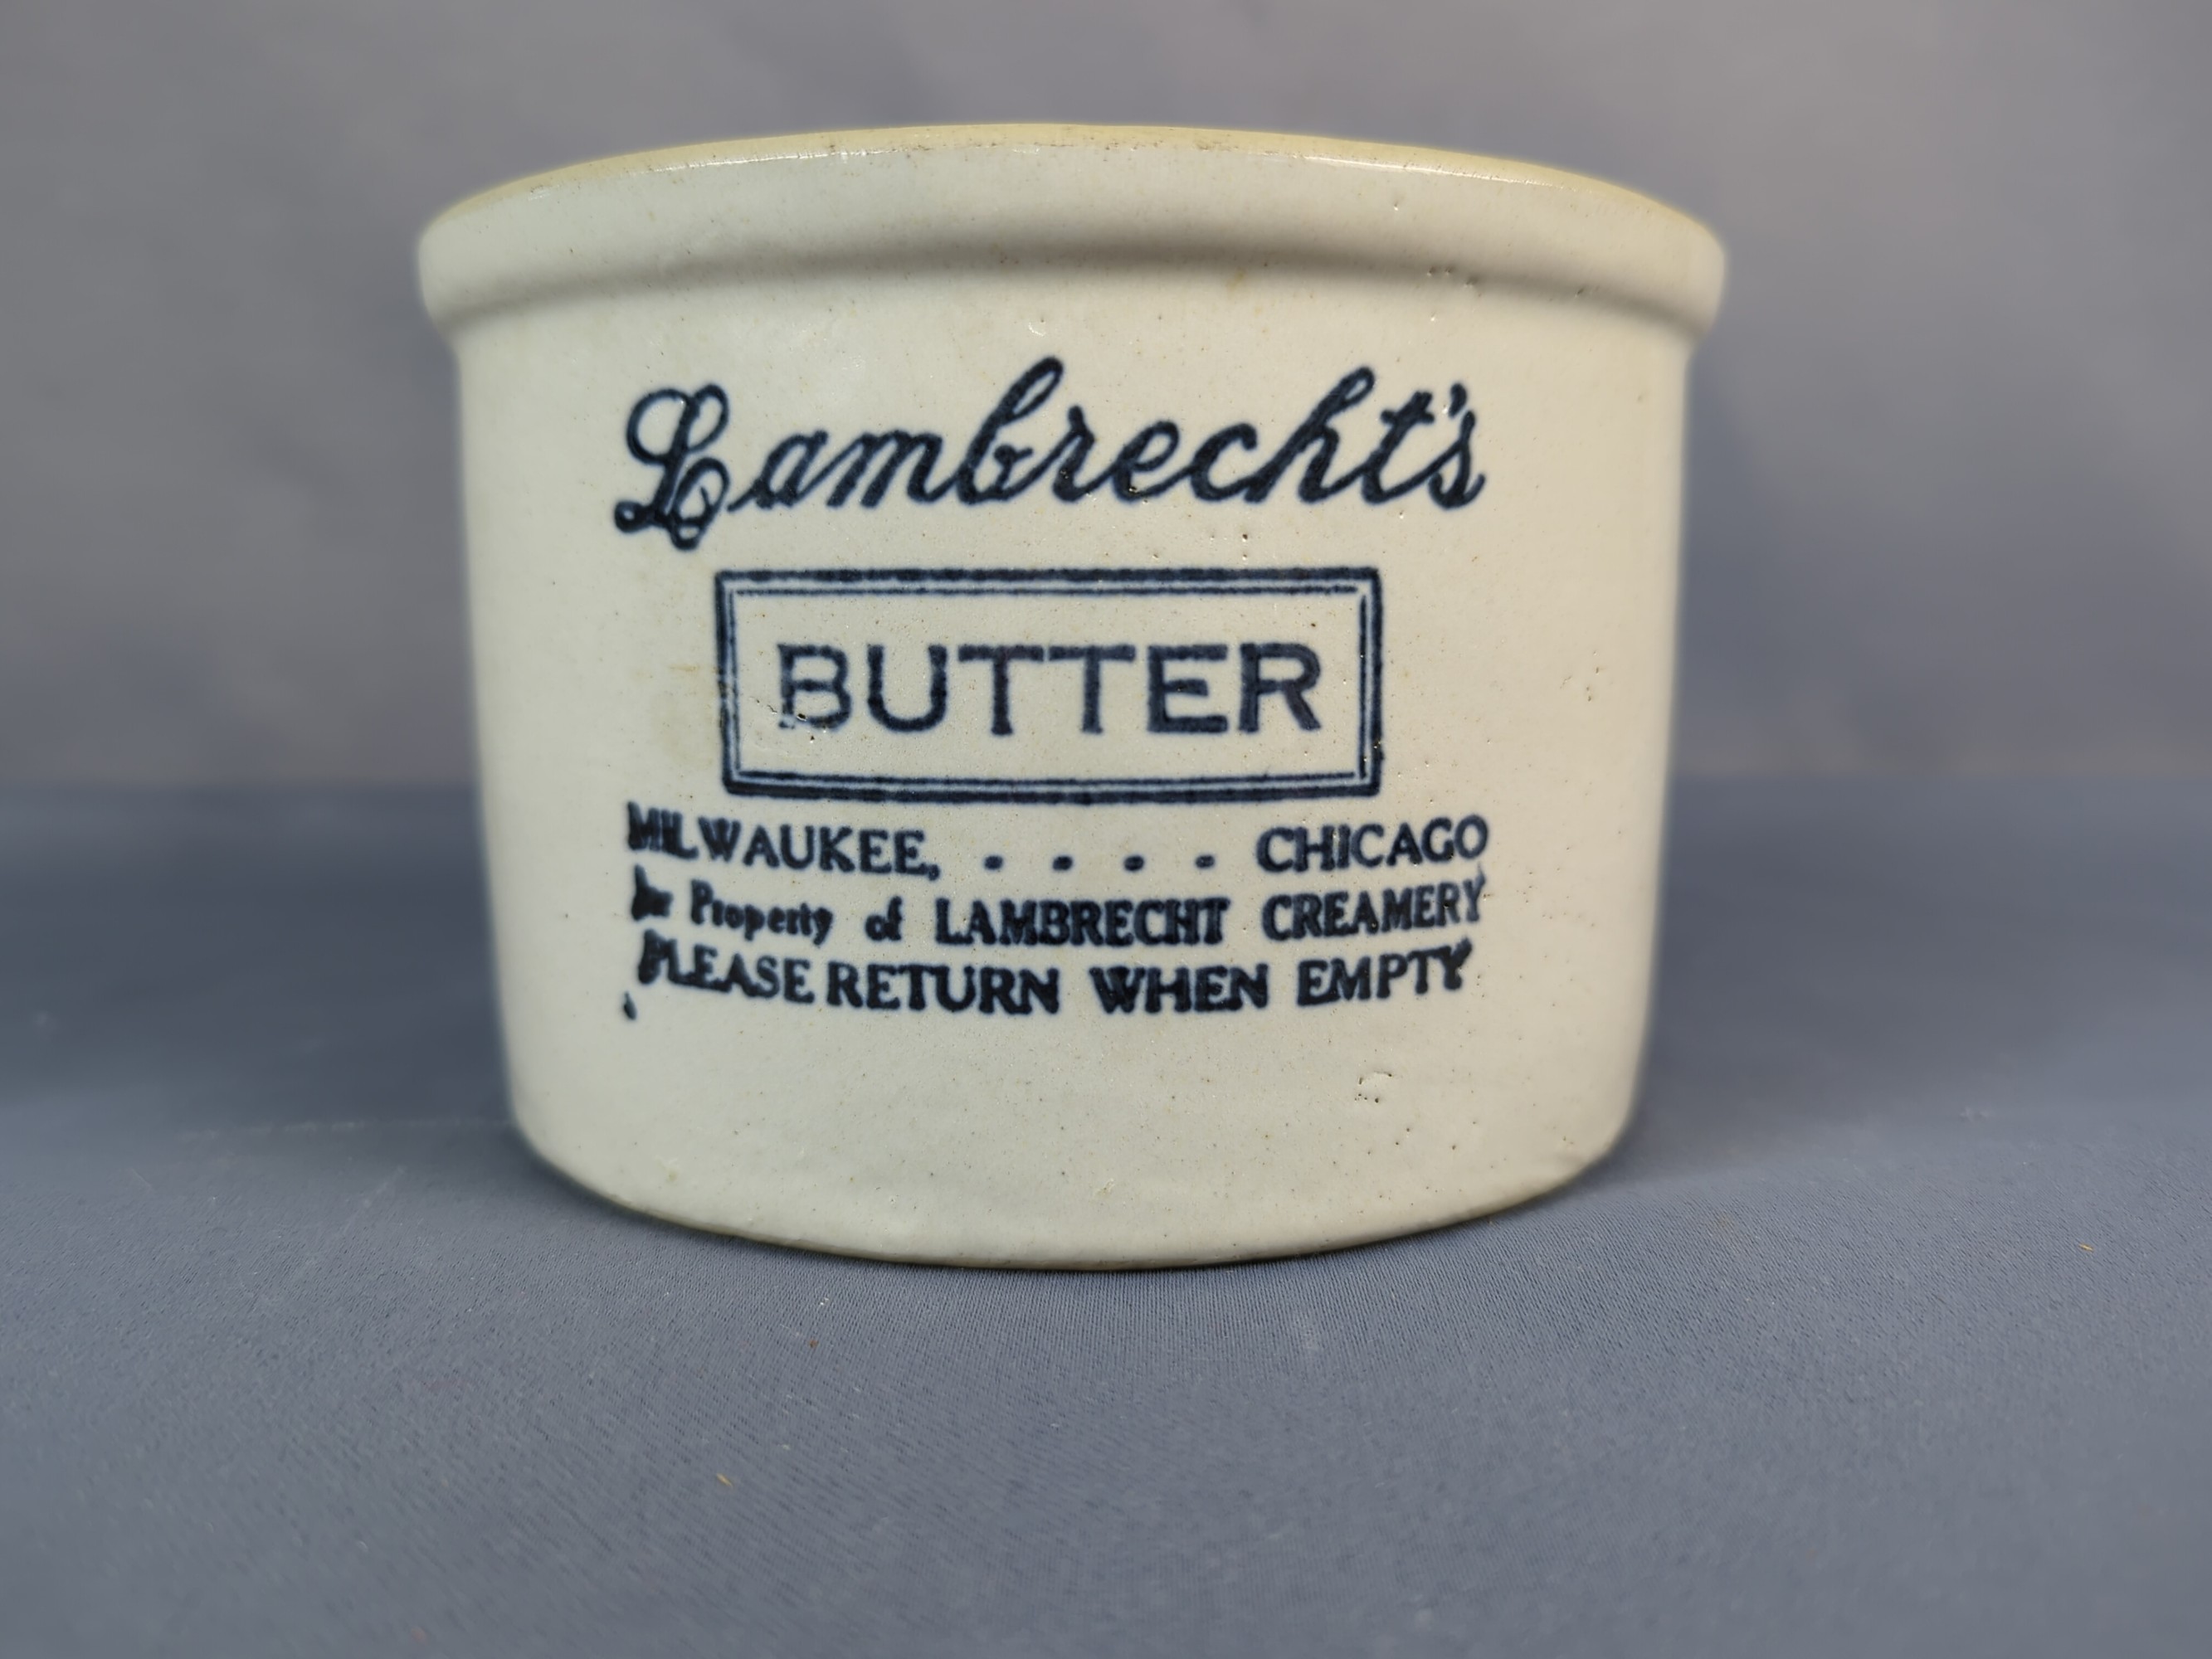 Lambrecht's
BUTTER
MILWAUKEE, - - - - CHICAGO
Property of LAMBRECHT CREAMERY
PLEASE RETURN WHEN EMPTY